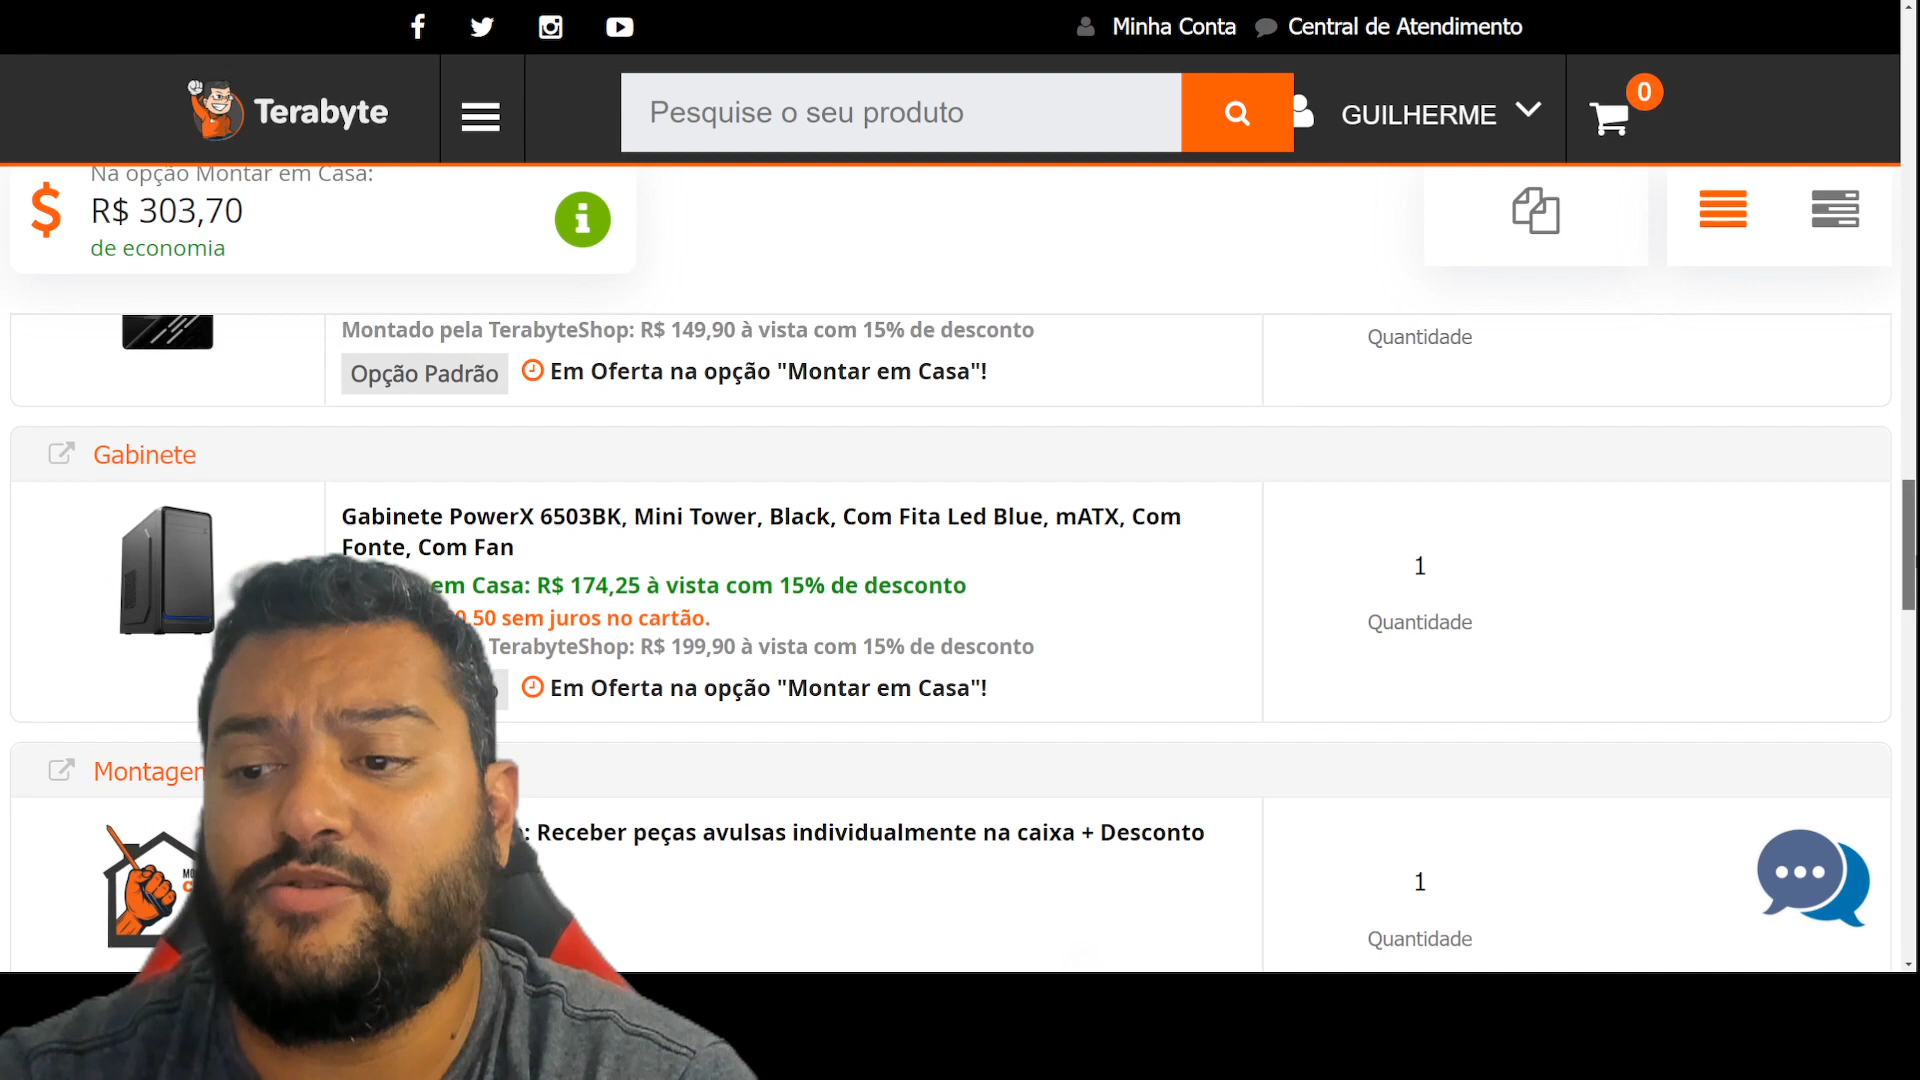 Minha Conta
Central de Atendimento
Terabyte
Pesquise o seu produto
GUILHERME
0
Na opção Montar em Casa:
R$ 303,70
de economia
Montado pela TerabyteShop: R$ 149,90 à vista com 15% de desconto
Opção Padrão
Em Oferta na opção "Montar em Casa"!
Quantidade
Gabinete
Gabinete PowerX 6503BK, Mini Tower, Black, Com Fita Led Blue, mATX, Com
Fonte, Com Fan
em Casa: R$ 174,25 à vista com 15% de desconto
0.50 sem juros no cartão.
TerabyteShop: R$ 199,90 à vista com 15% de desconto
Em Oferta na opção "Montar em Casa"!
1
Quantidade
Montagem
: Receber peças avulsas individualmente na caixa + Desconto
1
Quantidade